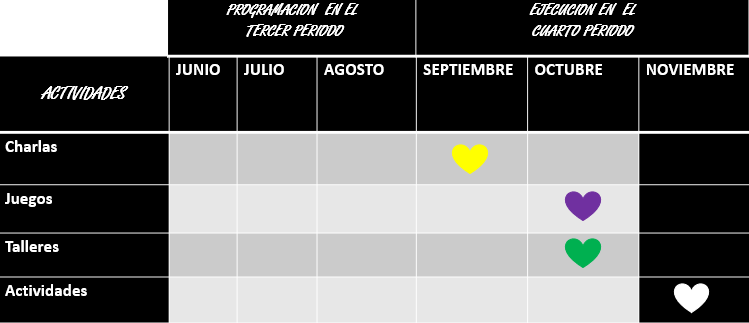 PROGRAMACION EN EL
TERCER PERIODO
EJECUCION EN EL
CUARTO PERIODO
ACTIVIDADES
JUNIO
JULIO
AGOSTO
SEPTIEMBRE
OCTUBRE
NOVIEMBRE
Charlas
Juegos
Talleres
Actividades